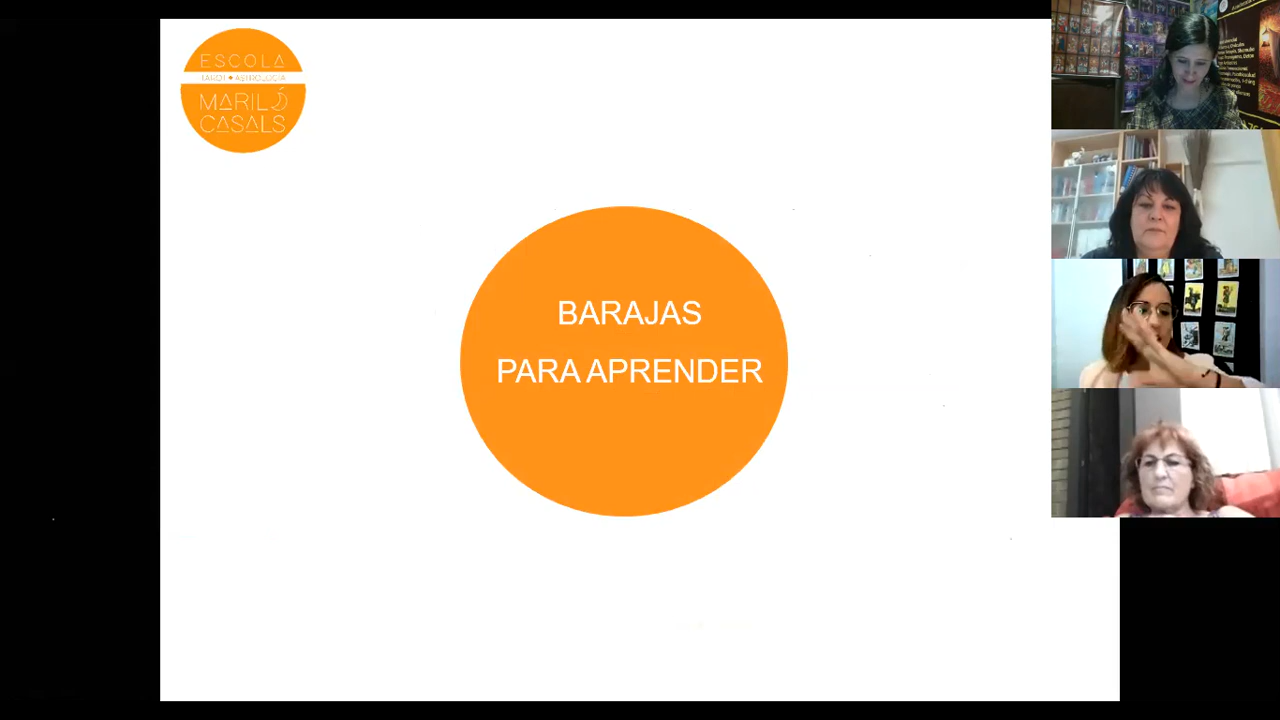 ESCOLA
TAROT • ASTROLOGIA
MARILÓ
CASALS
BARAJAS
PARA APRENDER